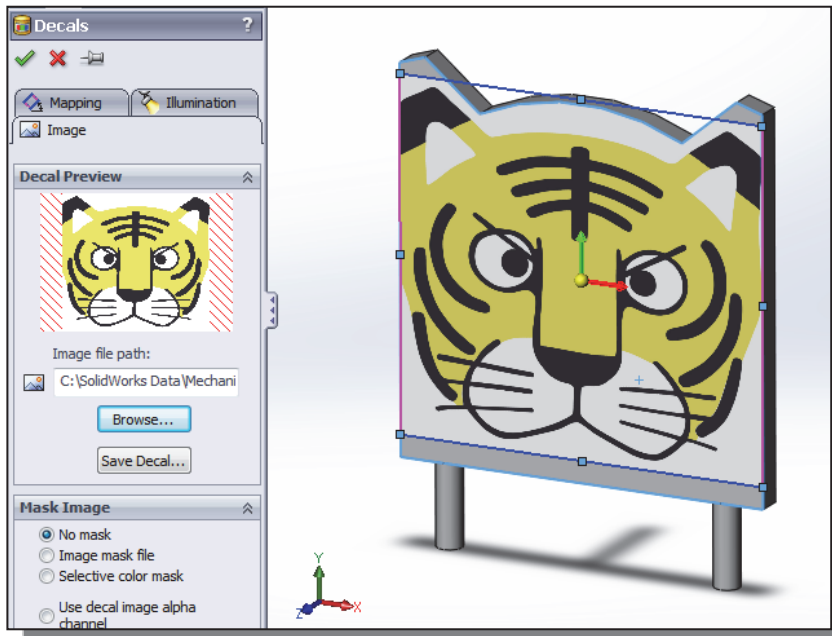 Decals ?
Mapping
Illumination
Image
Decal Preview
Image file path:
C:\SolidWorks Data\Mechani
Browse...
Save Decal...
Mask Image
No mask
Image mask file
Selective color mask
Use decal image alpha
channel
Y
Z X